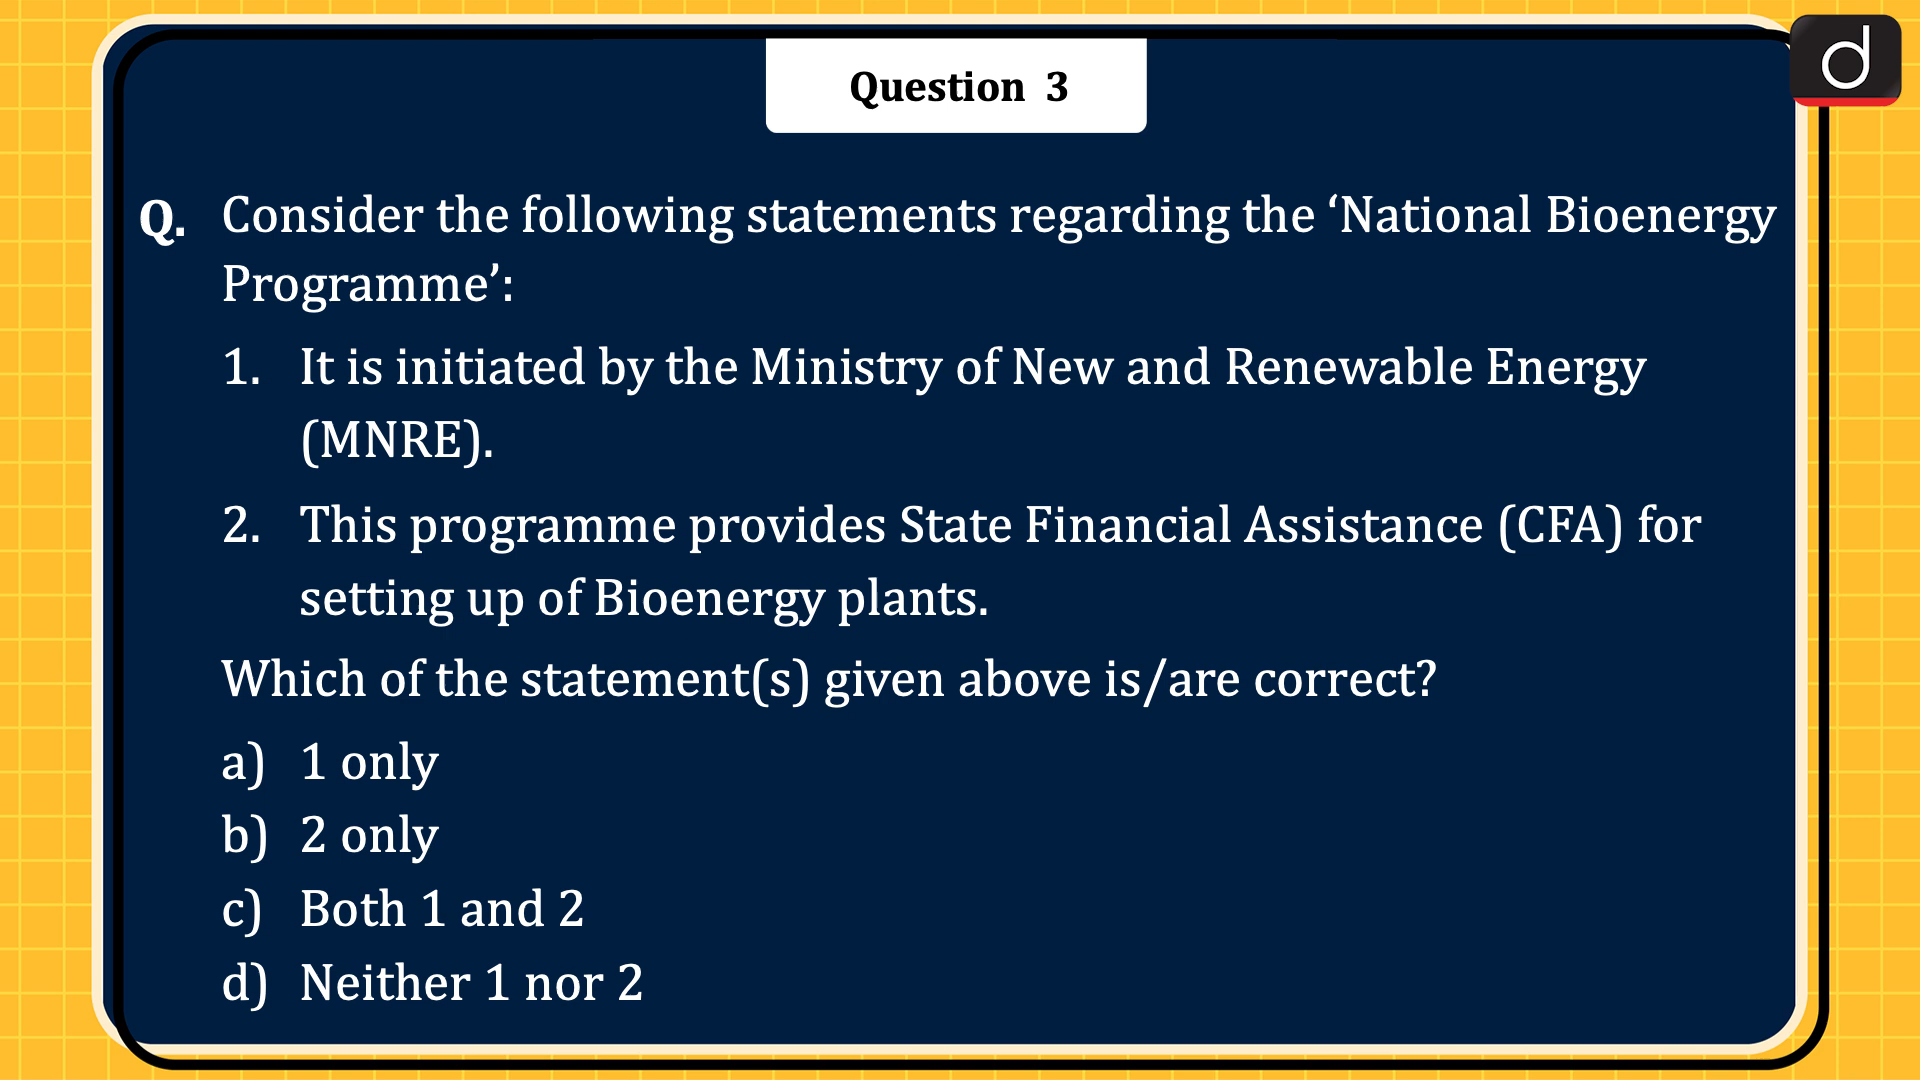 Question 3
d
Q. Consider the following statements regarding the ‘National Bioenergy
Programme’:
1. It is initiated by the Ministry of New and Renewable Energy
(MNRE).
2. This programme provides State Financial Assistance (CFA) for
setting up of Bioenergy plants.
Which of the statement(s) given above is/are correct?
a) 1 only
b) 2 only
c) Both 1 and 2
d) Neither 1 nor 2